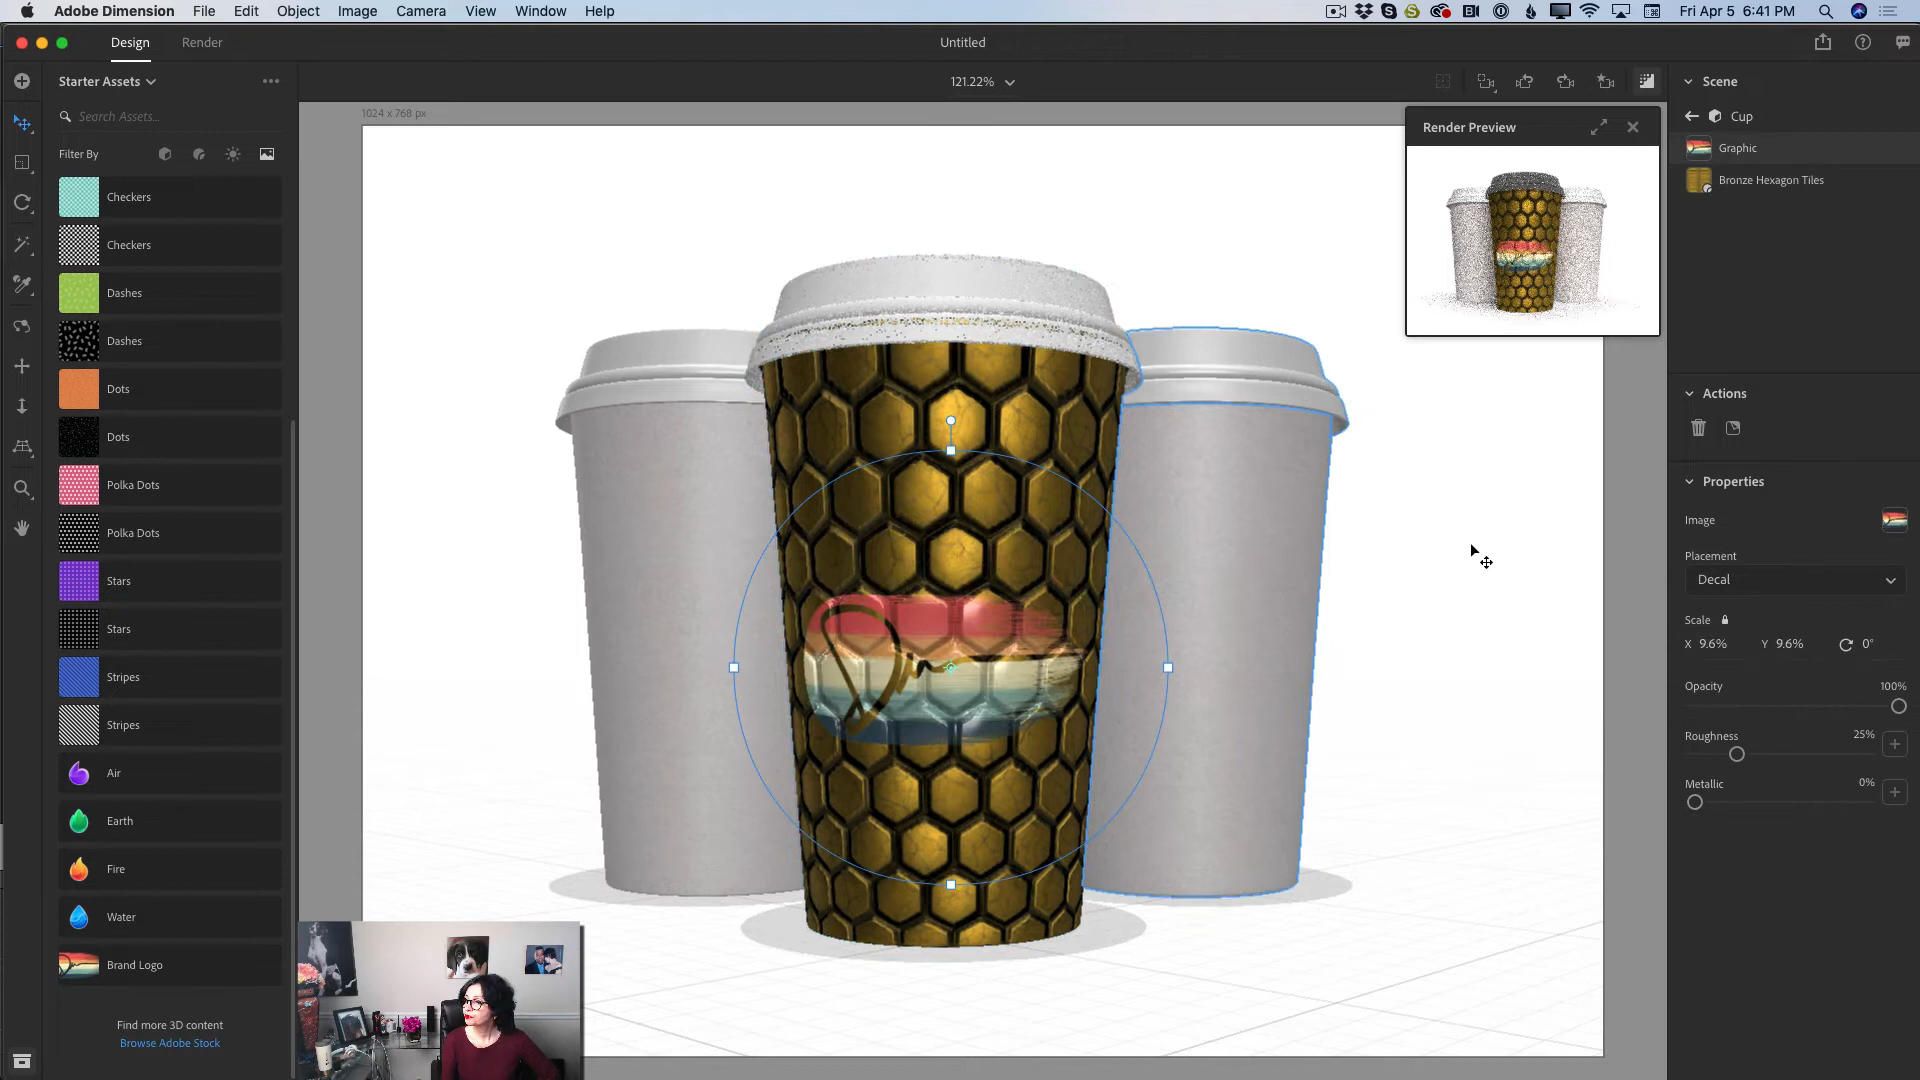 Adobe Dimension File Edit Object Image Camera View Window Help Fri Apr 5 6:41 PM
Design Render Untitled
Starter Assets 121.22% Scene
Search Assets... 1024 x 768 px Render Preview Cup
Filter By Graphic
Checkers Bronze Hexagon Tiles
Checkers
Dashes
Dashes
Dots Actions
Dots
Polka Dots Properties
Polka Dots Image
Placement
Stars Decal
Stars Scale
X 9.6% Y 9.6% 0°
Stripes Opacity 100%
Stripes Roughness 25%
Air Metallic 0%
Earth
Fire
Water
Brand Logo
Find more 3D content
Browse Adobe Stock